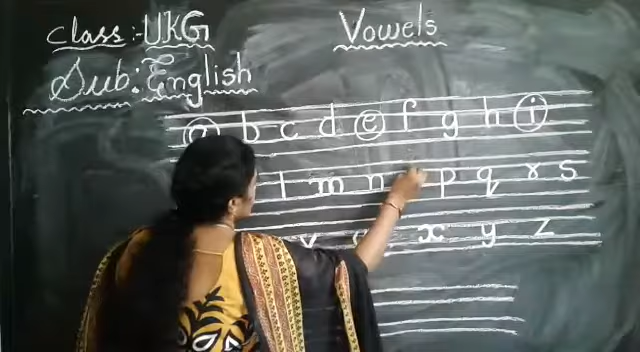 Class:-UKG
Vowels
Sub:English
a b c d e f g h i
l m n p q r s
x y z